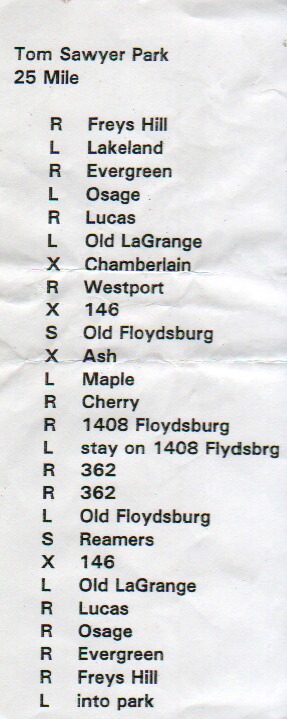 Tom Sawyer Park
25 Mile
R Freys Hill
L Lakeland
R Evergreen
L Osage
R Lucas
L Old LaGrange
X Chamberlain
R Westport
X 146
S Old Floydsburg
X Ash
L Maple
R Cherry
R 1408 Floydsburg
L stay on 1408 Flydsbrg
R 362
R 362
L Old Floydsburg
S Reamers
X 146
L Old LaGrange
R Lucas
R Osage
R Evergreen
R Freys Hill
L into park